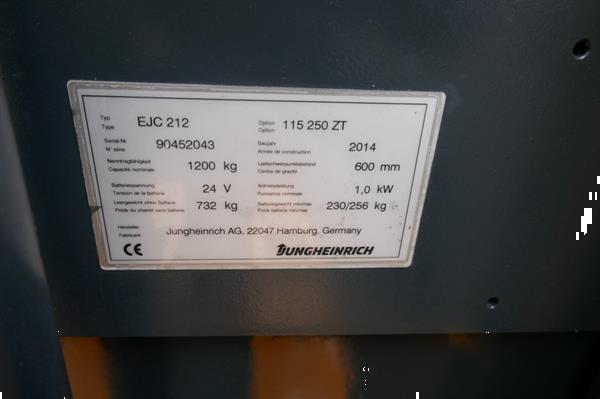 Typ Type EJC 212 Option Option 115 250 ZT
Serial-Nr. N° série 90452043 Baujahr Année de construction 2014
Nenntragfähigkeit Capacité nominale 1200 kg Lastschwerpunktabstand Centre de gravité 600 mm
Batteriespannung Tension de la batterie 24 V Antriebsleistung Puissance nominale 1,0 kW
Leergewicht ohne Batterie Poids du chariot sans batterie 732 kg Batteriegewicht min/max Poids batterie min/max 230/256 kg
Hersteller Fabricant Jungheinrich AG, 22047 Hamburg, Germany
CE JUNGHEINRICH